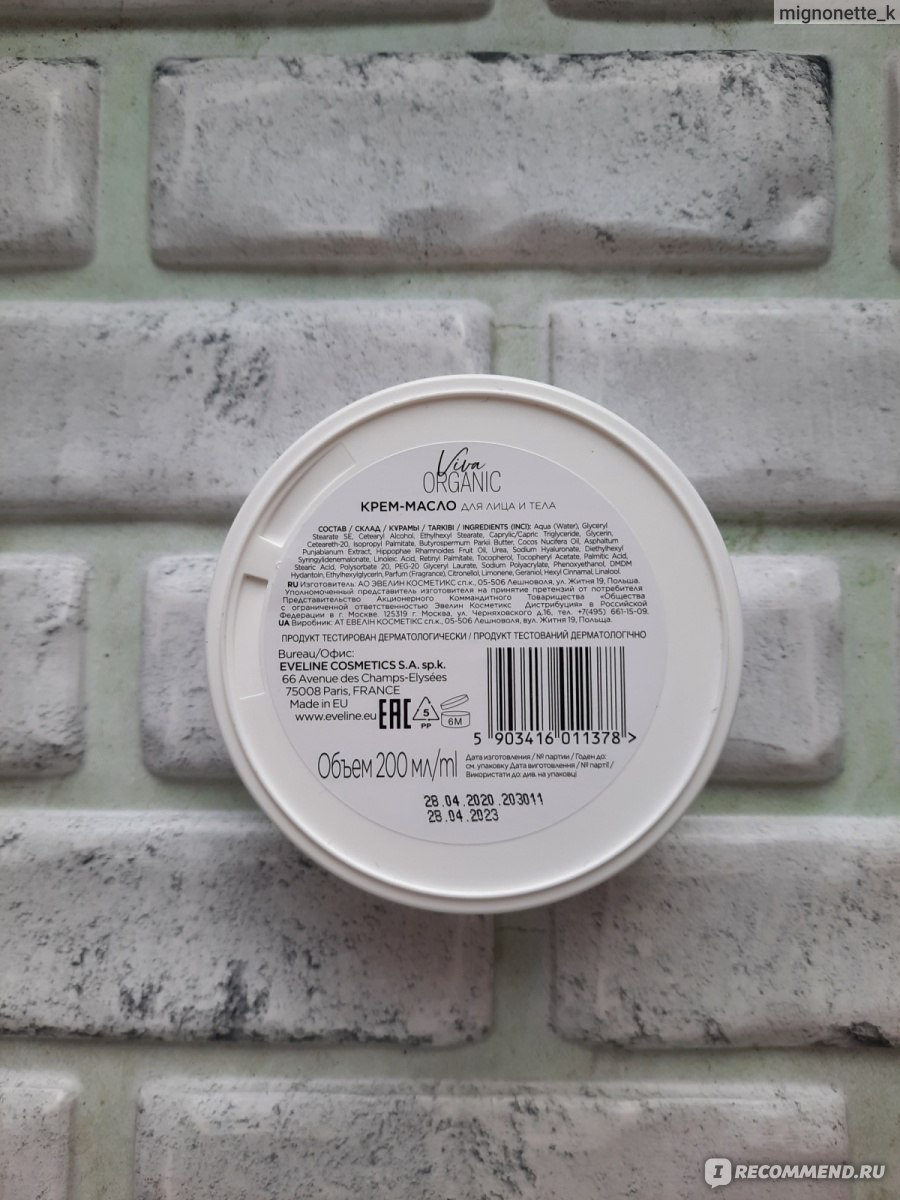 mignonette_k
Viva
ORGANIC
КРЕМ-МАСЛО ДЛЯ ЛИЦА И ТЕЛА
СОСТАВ / СКЛАД / ҚҰРАМЫ / TARKIBI / INGREDIENTS (INCI): Aqua (Water), Glyceryl
Stearate SE, Cetearyl Alcohol, Ethylhexyl Stearate, Caprylic/Capric Triglyceride, Glycerin,
Ceteareth-20, Isopropyl Palmitate, Butyrospermum Parkii Butter, Cocos Nucifera Oil, Asphaltum
Punjabianum Extract, Hippophae Rhamnoides Fruit Oil, Urea, Sodium Hyaluronate, Diethylhexyl
Syringylidenemalonate, Linoleic Acid, Retinyl Palmitate, Tocopherol, Tocopheryl Acetate, Palmitic Acid,
Stearic Acid, Polysorbate 20, PEG-20 Glyceryl Laurate, Sodium Polyacrylate, Phenoxyethanol, DMDM
Hydantoin, Ethylhexylglycerin, Parfum (Fragrance), Citronellol, Limonene, Geraniol, Hexyl Cinnamal, Linalool.
RU Изготовитель: АО ЭВЕЛИН КОСМЕТИКС сп.к., 05-506 Лешноволя, ул. Житня 19, Польша.
Уполномоченный представитель изготовителя на принятие претензий от потребителя
Представительство Акционерного Коммандитного Товарищества «Общества
с ограниченной ответственностью Эвелин Косметикс Дистрибуция» в Российской
Федерации в г. Москве. 125319 г. Москва, ул. Черняховского д.16, тел. +7(495) 661-15-09.
UA Виробник: АТ ЕВЕЛІН КОСМЕТІКС сп.к., 05-506 Лешноволя, вул. Житня 19, Польща.
ПРОДУКТ ТЕСТИРОВАН ДЕРМАТОЛОГИЧЕСКИ / ПРОДУКТ ТЕСТОВАНИЙ ДЕРМАТОЛОГІЧНО
Bureau/Офис:
EVELINE COSMETICS S.A. sp.k.
66 Avenue des Champs-Elysées
75008 Paris, FRANCE
Made in EU
www.eveline.eu
EAC
5
PP
6M
5 903416 011378 >
Объем 200 мл/ml
Дата изготовления / № партии / Годен до:
см. упаковку Дата виготовлення / № партії /
Використати до: див. на упаковці
28.04.2020.203011
28.04.2023
IRECOMMEND.RU